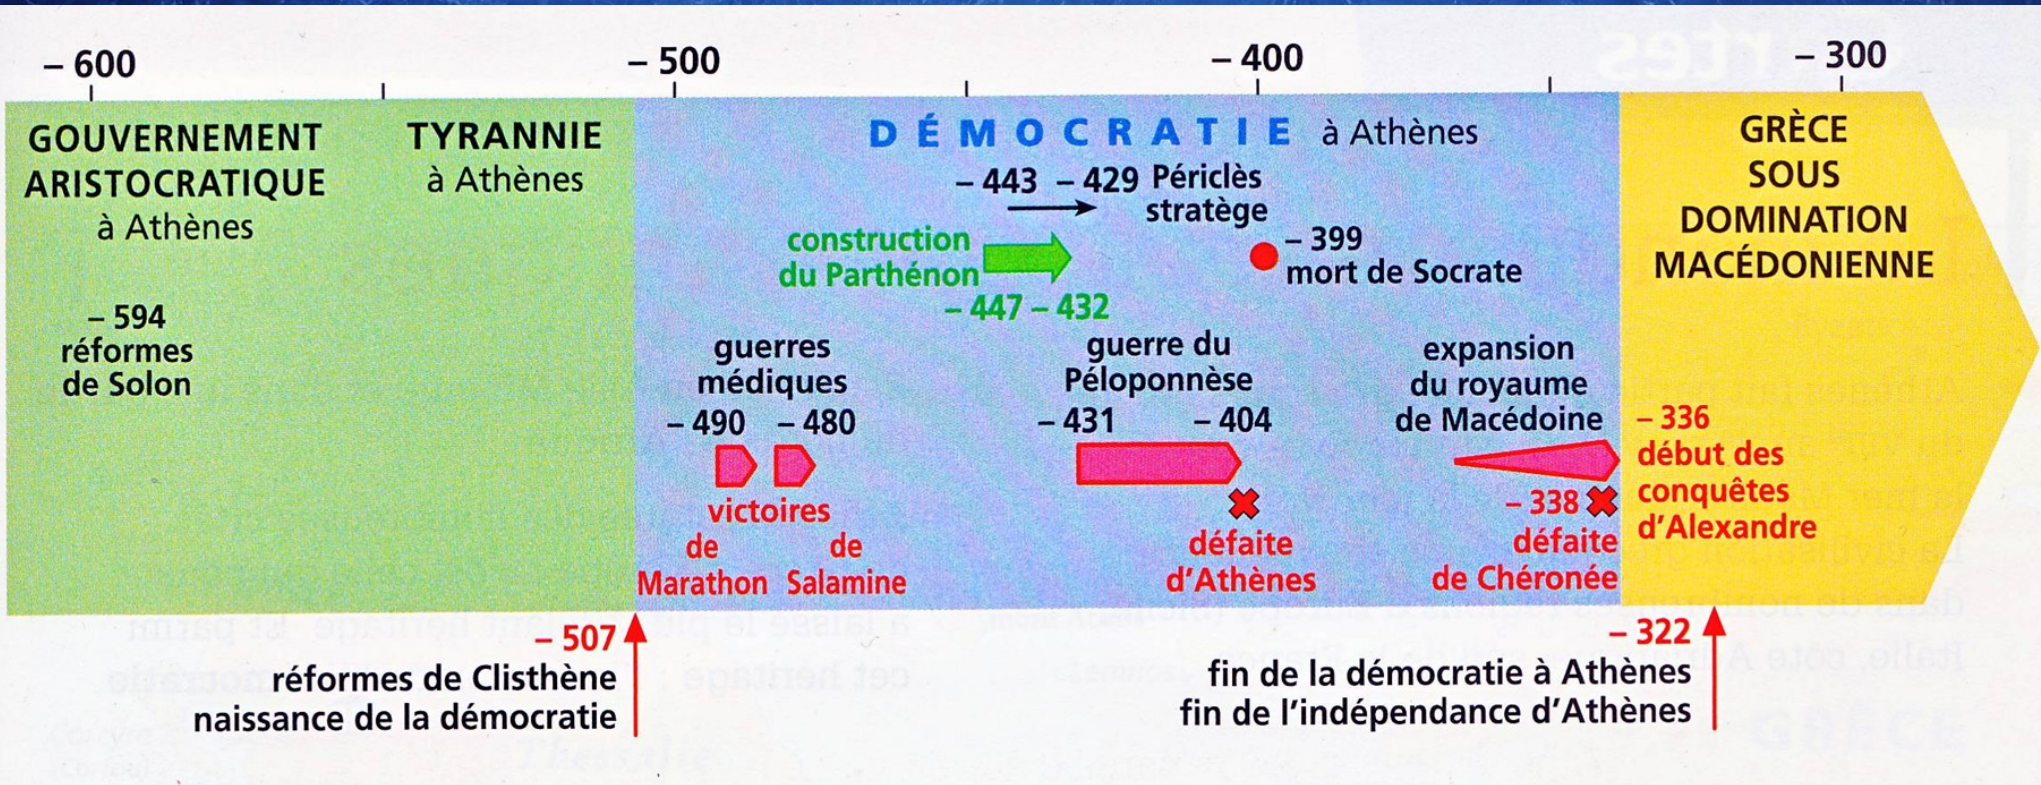 – 600
– 500
– 400
– 300
GOUVERNEMENT
ARISTOCRATIQUE
à Athènes
TYRANNIE
à Athènes
DÉMOCRATIE à Athènes
GRÈCE
SOUS
DOMINATION
MACÉDONIENNE
– 443 – 429 Périclès
stratège
construction
du Parthénon
– 447 – 432
– 399
mort de Socrate
– 594
réformes
de Solon
guerres
médiques
– 490 – 480
victoires
de de
Marathon Salamine
guerre du
Péloponnèse
– 431 – 404
défaite
d'Athènes
expansion
du royaume
de Macédoine
– 338
défaite
de Chéronée
– 336
début des
conquêtes
d'Alexandre
– 507
réformes de Clisthène
naissance de la démocratie
– 322
fin de la démocratie à Athènes
fin de l'indépendance d'Athènes